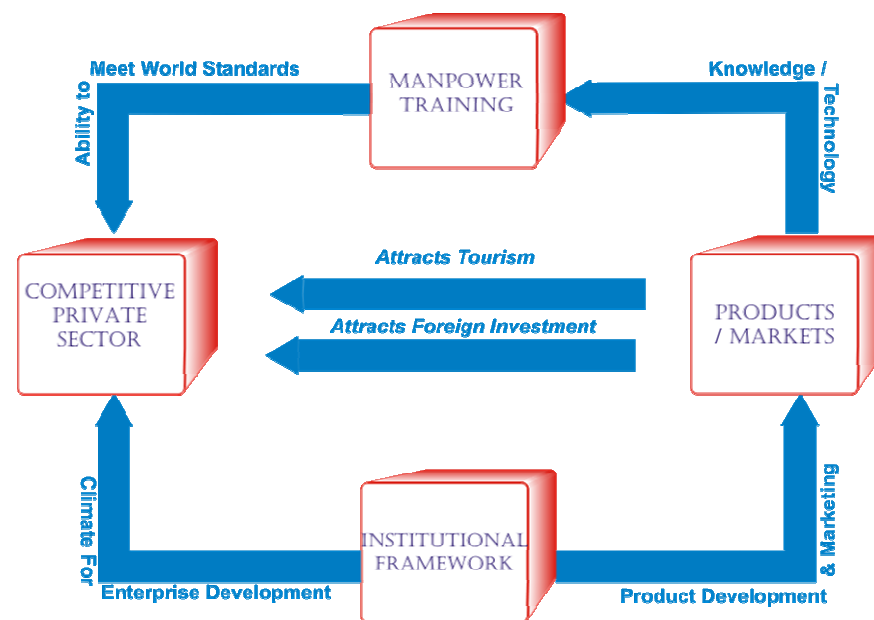 Meet World Standards
Ability to
MANPOWER
TRAINING
Knowledge /
Technology
COMPETITIVE
PRIVATE
SECTOR
Attracts Tourism
Attracts Foreign Investment
PRODUCTS
/ MARKETS
Climate For
Enterprise Development
INSTITUTIONAL
FRAMEWORK
Product Development
& Marketing